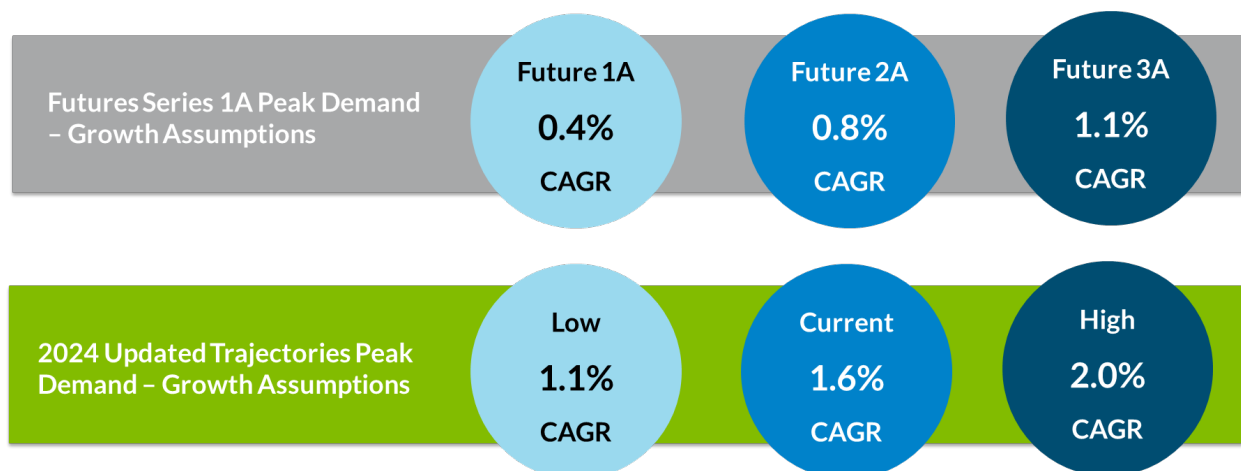 Futures Series 1A Peak Demand
– Growth Assumptions
Future 1A
0.4%
CAGR
Future 2A
0.8%
CAGR
Future 3A
1.1%
CAGR
2024 Updated Trajectories Peak
Demand – Growth Assumptions
Low
1.1%
CAGR
Current
1.6%
CAGR
High
2.0%
CAGR